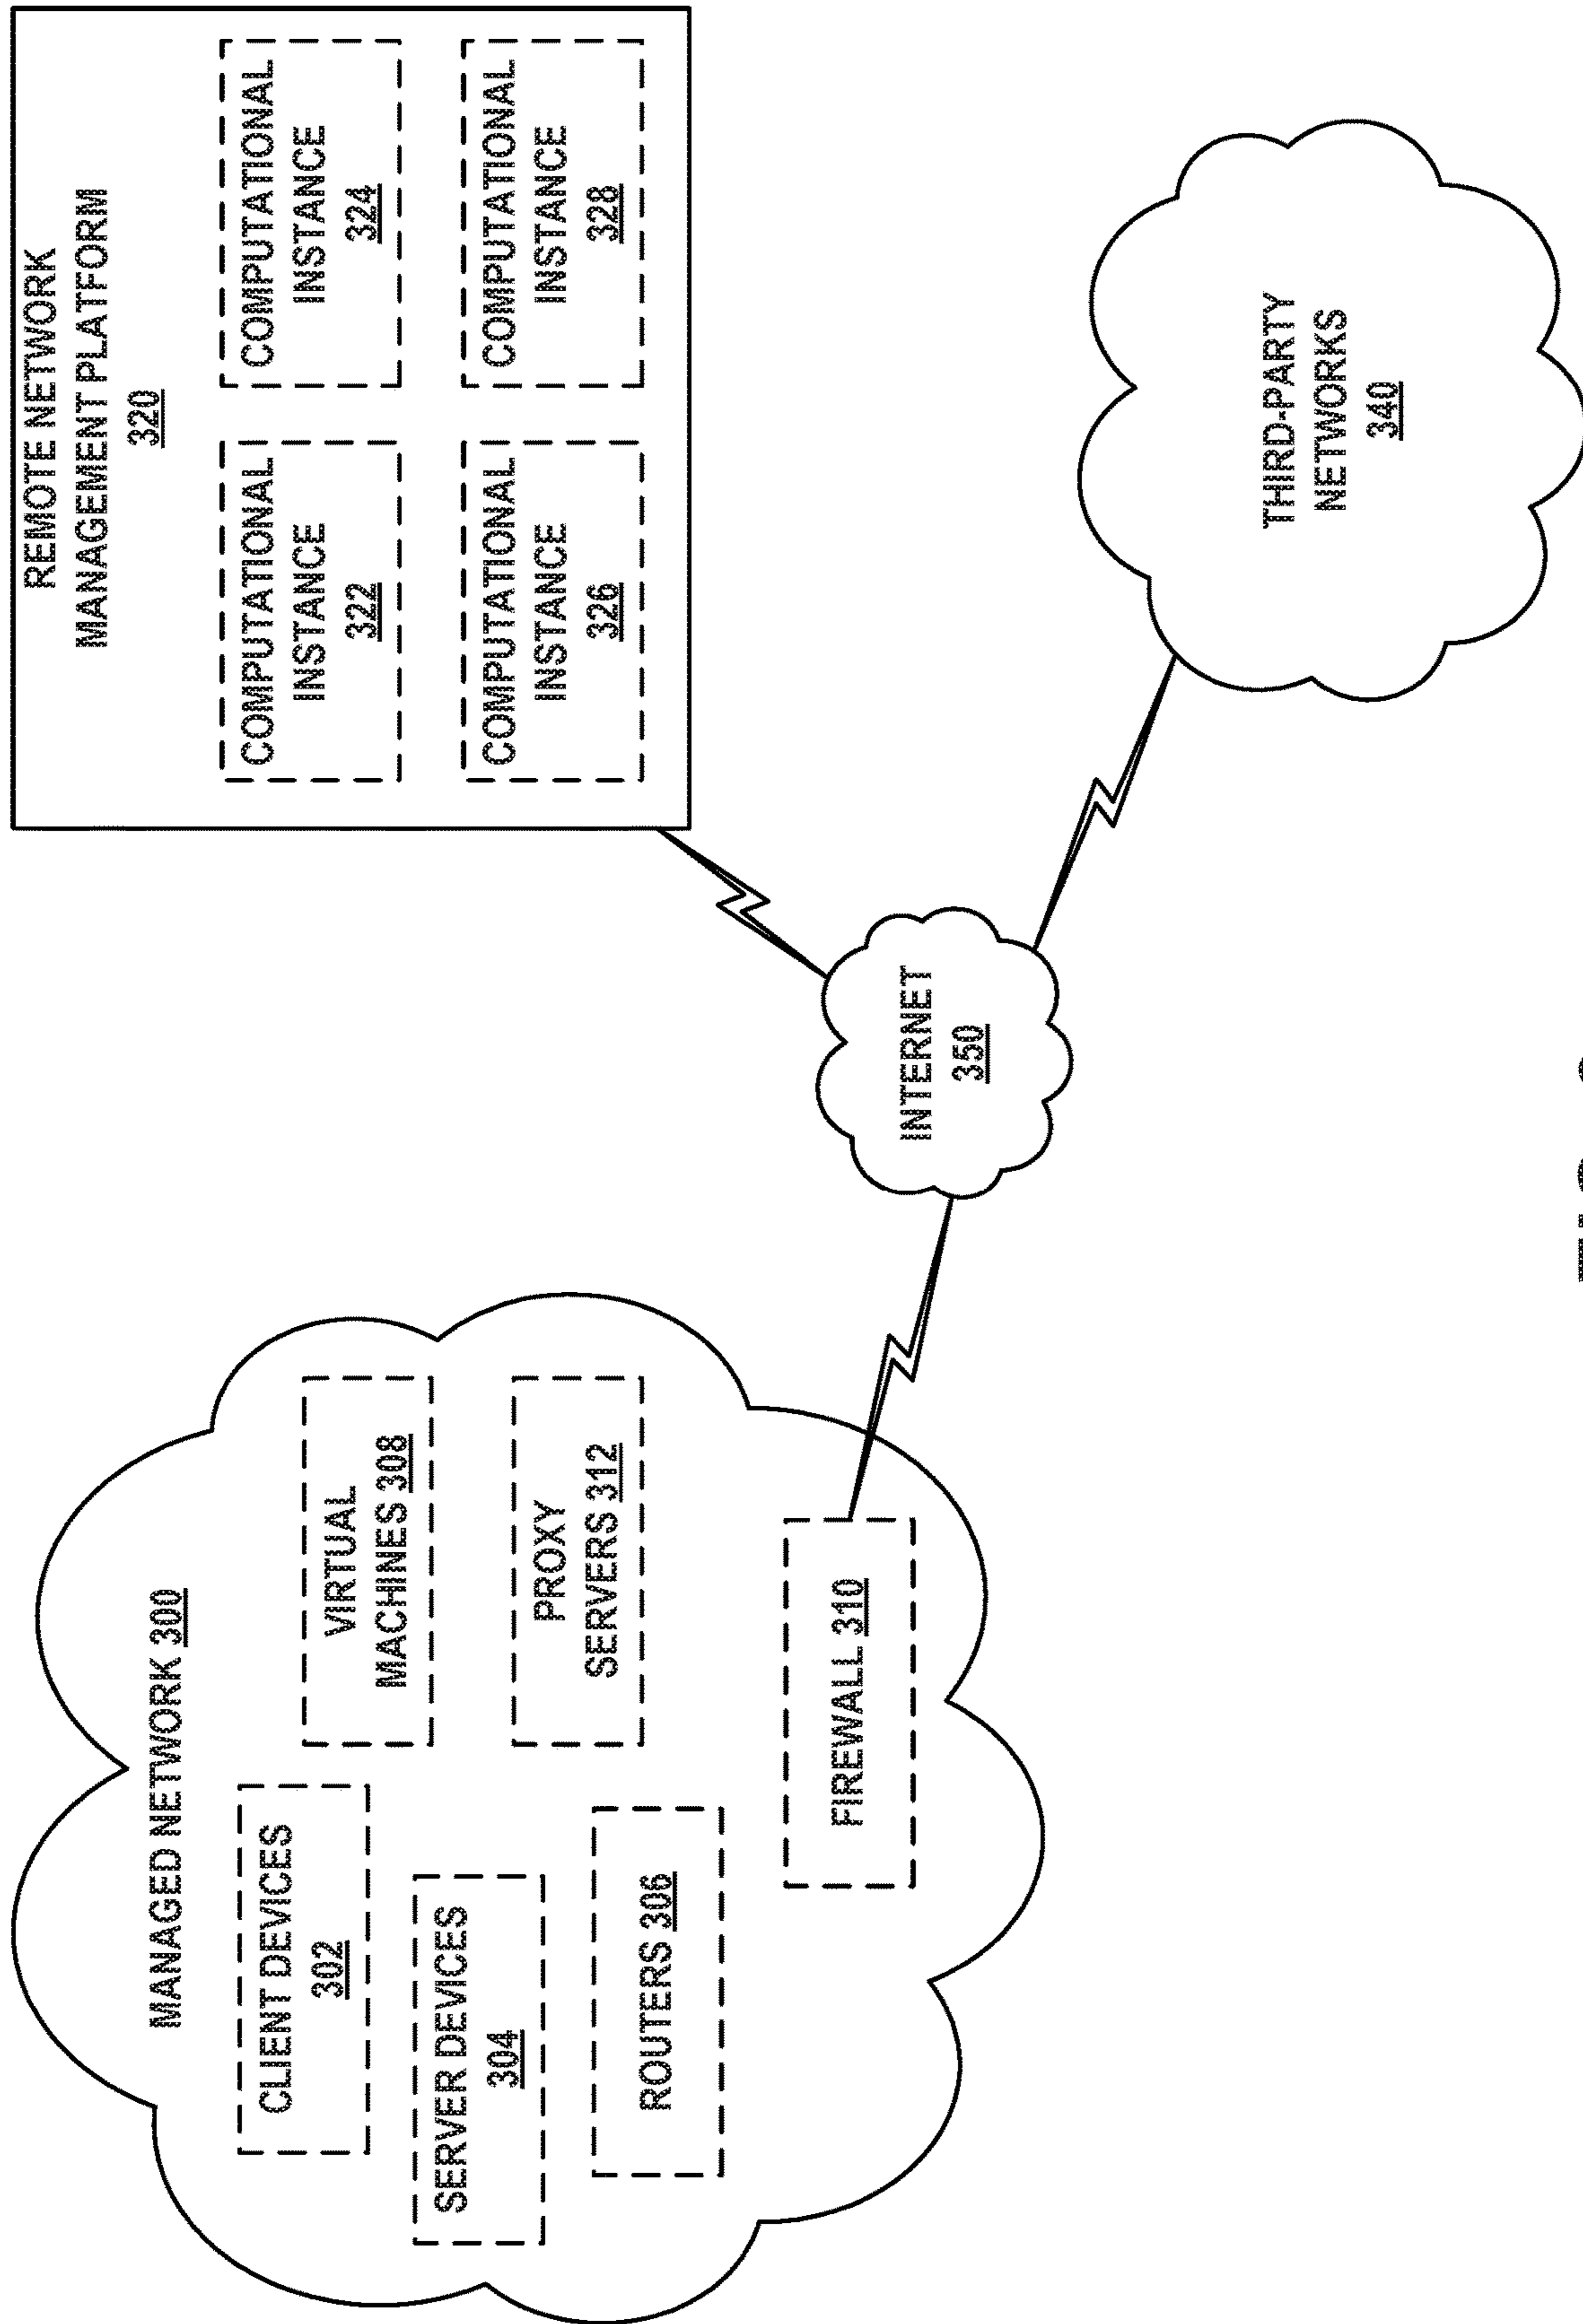 MANAGED NETWORK 300
CLIENT DEVICES
302
SERVER DEVICES
304
ROUTERS 306
VIRTUAL
MACHINES 308
PROXY
SERVERS 312
FIREWALL 310
INTERNET
350
REMOTE NETWORK
MANAGEMENT PLATFORM
320
COMPUTATIONAL
INSTANCE
322
COMPUTATIONAL
INSTANCE
324
COMPUTATIONAL
INSTANCE
326
COMPUTATIONAL
INSTANCE
328
THIRD-PARTY
NETWORKS
340